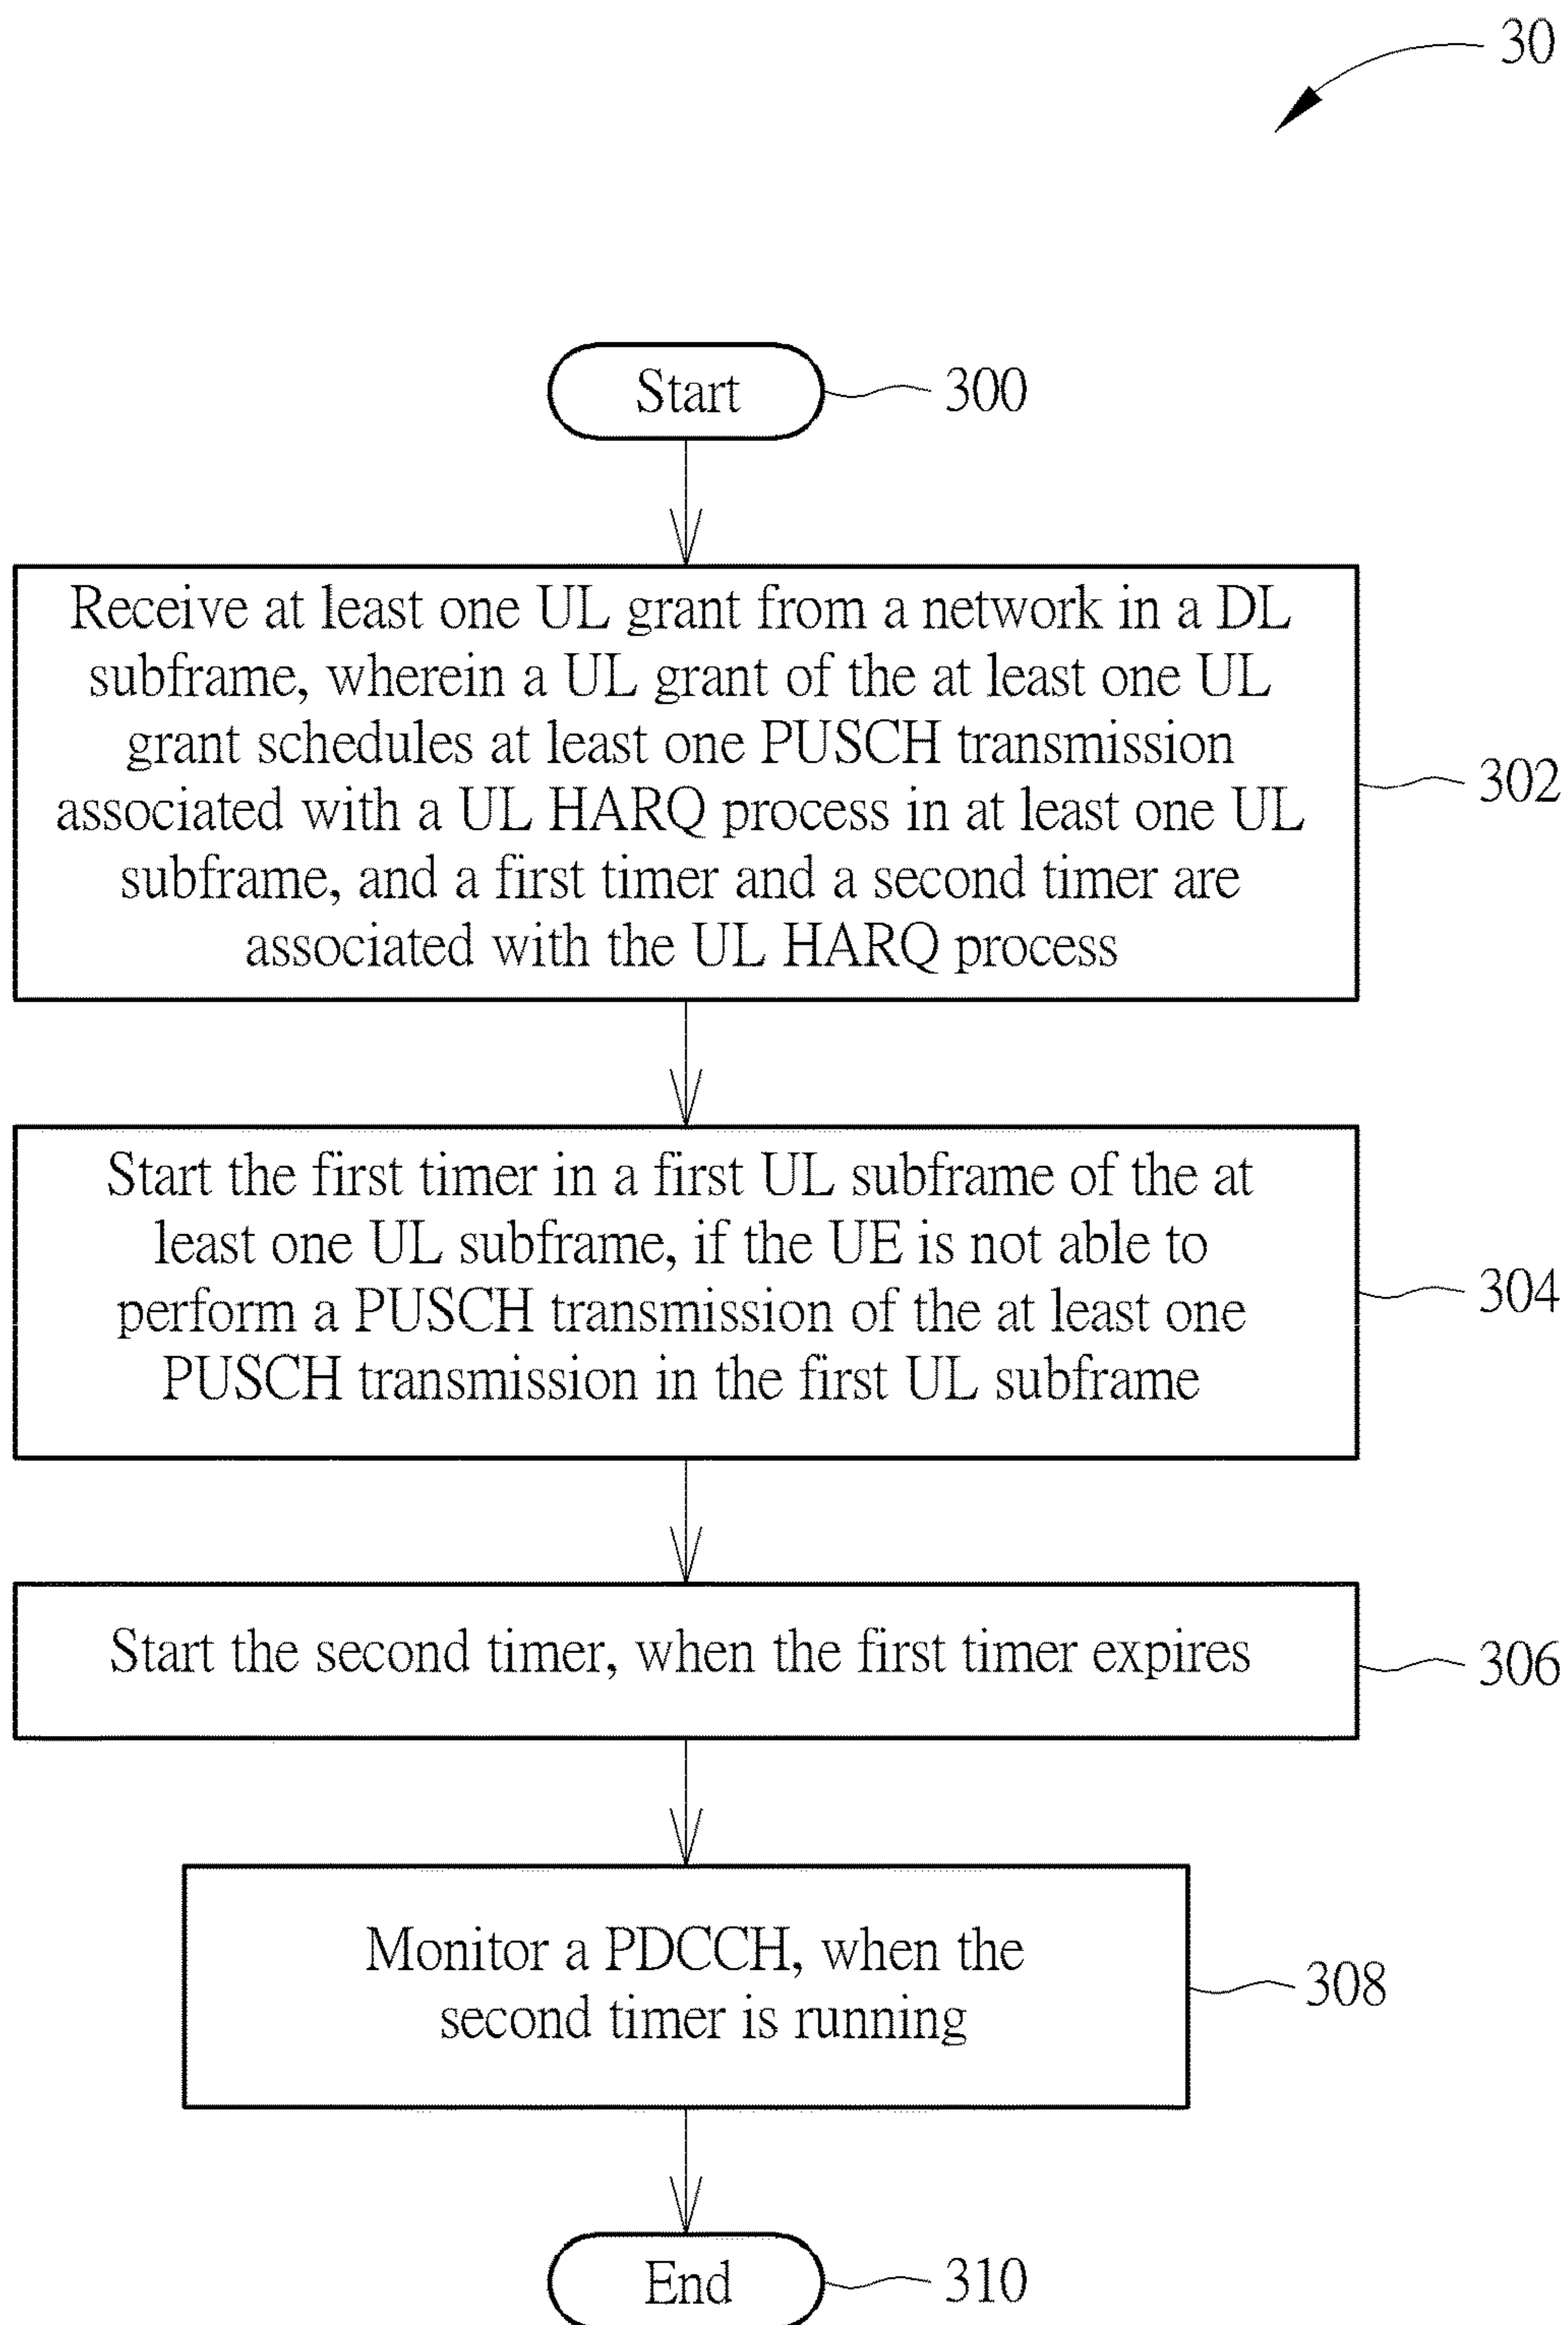 30
Start
300
Receive at least one UL grant from a network in a DL
subframe, wherein a UL grant of the at least one UL
grant schedules at least one PUSCH transmission
associated with a UL HARQ process in at least one UL
subframe, and a first timer and a second timer are
associated with the UL HARQ process
302
Start the first timer in a first UL subframe of the at
least one UL subframe, if the UE is not able to
perform a PUSCH transmission of the at least one
PUSCH transmission in the first UL subframe
304
Start the second timer, when the first timer expires
306
Monitor a PDCCH, when the
second timer is running
308
End
310